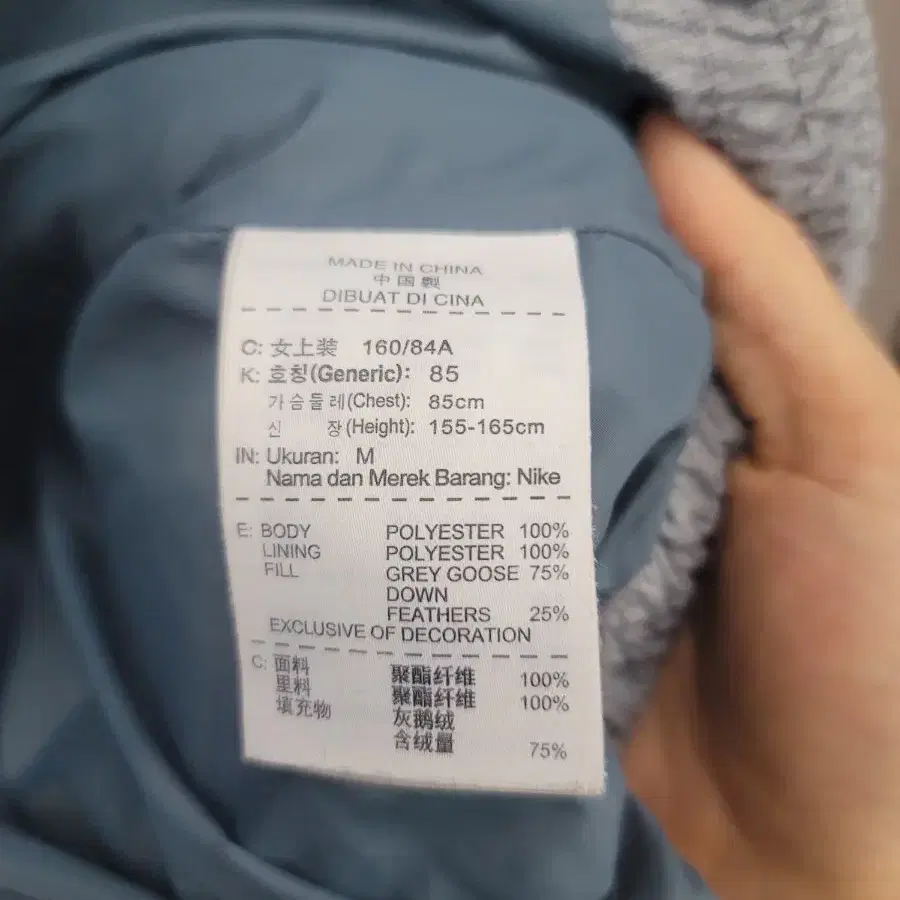 MADE IN CHINA
中国製
DIBUAT DI CINA
C: 女上装 160/84A
K: 호칭(Generic): 85
가슴둘레(Chest): 85cm
신 장(Height): 155-165cm
IN: Ukuran: M
Nama dan Merek Barang: Nike
E: BODY POLYESTER 100%
LINING POLYESTER 100%
FILL GREY GOOSE 75%
DOWN
FEATHERS 25%
EXCLUSIVE OF DECORATION
C: 面料 聚酯纤维 100%
里料 聚酯纤维 100%
填充物 灰鹅绒
含绒量 75%